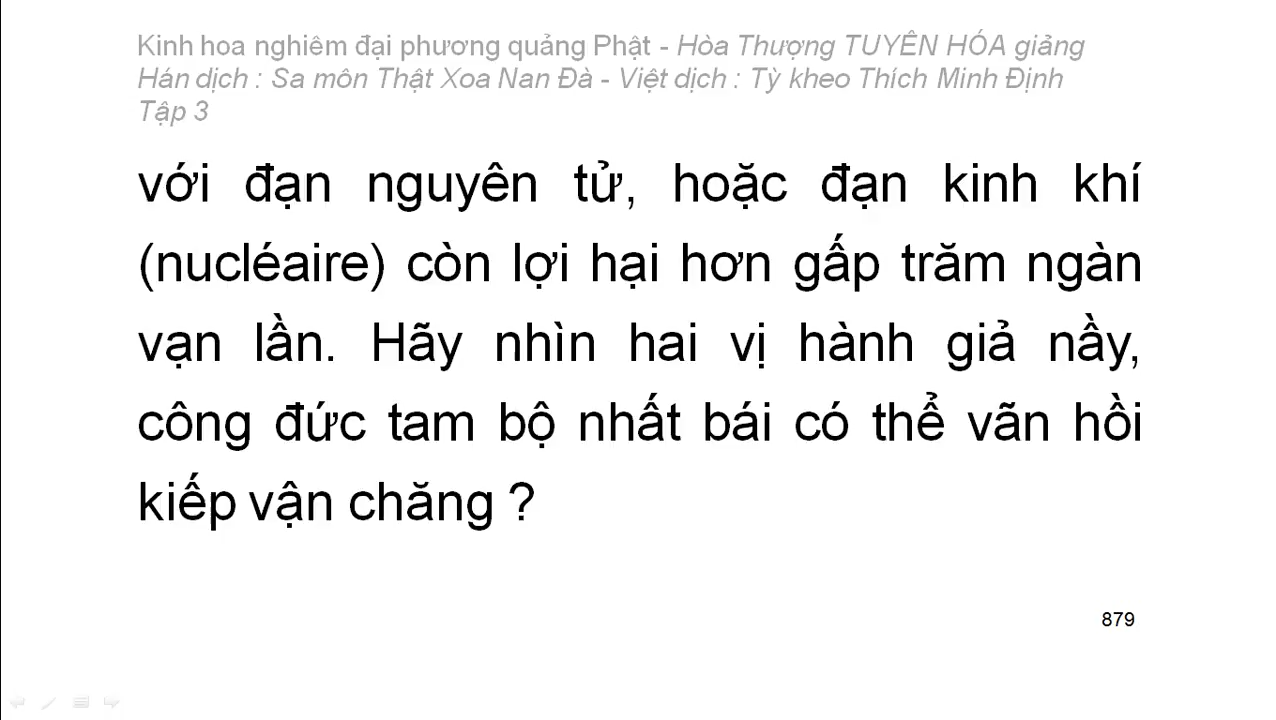 Kinh hoa nghiêm đại phương quảng Phật - Hòa Thượng TUYÊN HÓA giảng
Hán dịch : Sa môn Thật Xoa Nan Đà - Việt dịch : Tỳ kheo Thích Minh Định
Tập 3
với đạn nguyên tử, hoặc đạn kinh khí
(nucléaire) còn lợi hại hơn gấp trăm ngàn
vạn lần. Hãy nhìn hai vị hành giả nầy,
công đức tam bộ nhất bái có thể vãn hồi
kiếp vận chăng ?
879